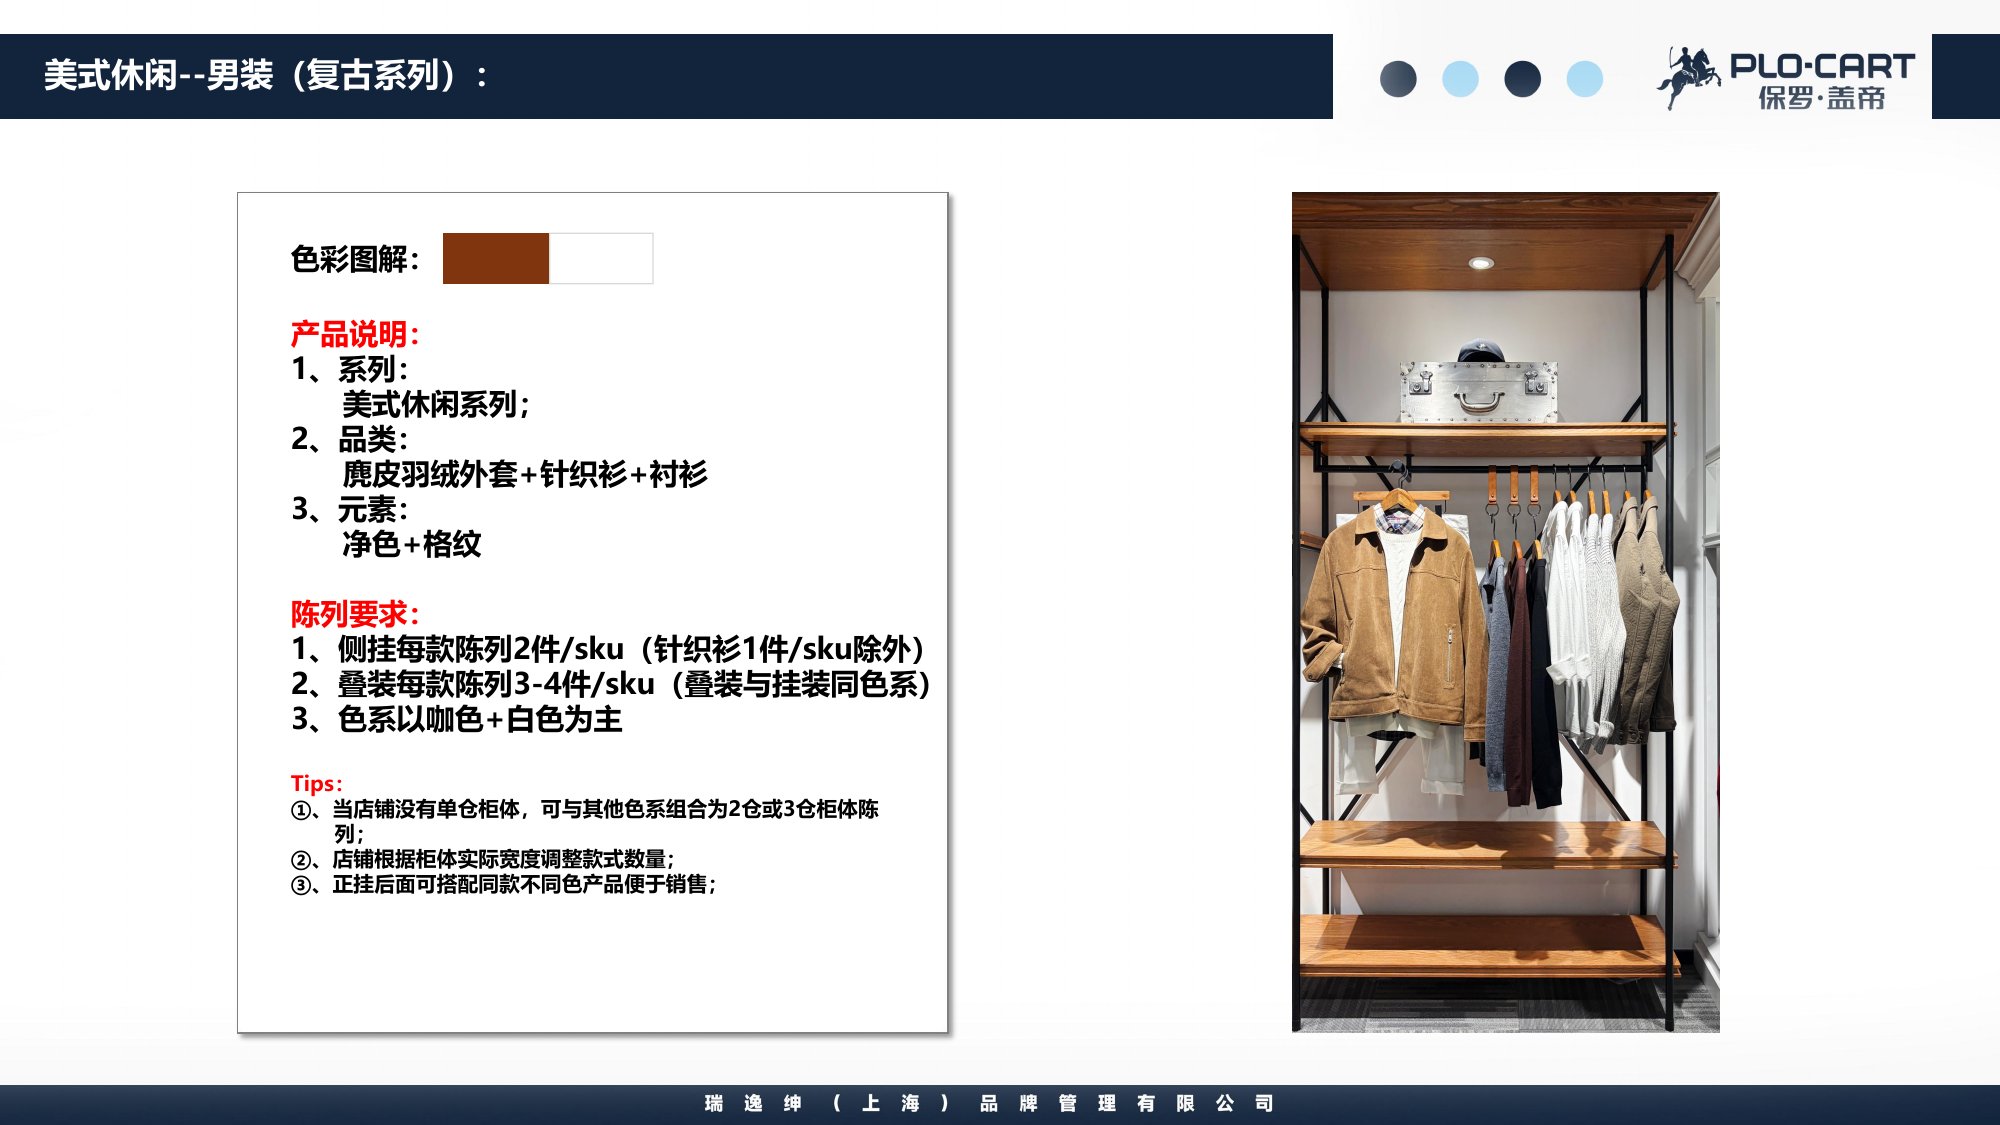 美式休闲--男装（复古系列）:
PLO·CART
保罗·盖帝
色彩图解：
产品说明：
1、系列：
美式休闲系列；
2、品类：
麂皮羽绒外套+针织衫+衬衫
3、元素：
净色+格纹
陈列要求：
1、侧挂每款陈列2件/sku（针织衫1件/sku除外）
2、叠装每款陈列3-4件/sku（叠装与挂装同色系）
3、色系以咖色+白色为主
Tips：
①、当店铺没有单仓柜体，可与其他色系组合为2仓或3仓柜体陈
列；
②、店铺根据柜体实际宽度调整款式数量；
③、正挂后面可搭配同款不同色产品便于销售；
瑞逸绅（上海）品牌管理有限公司